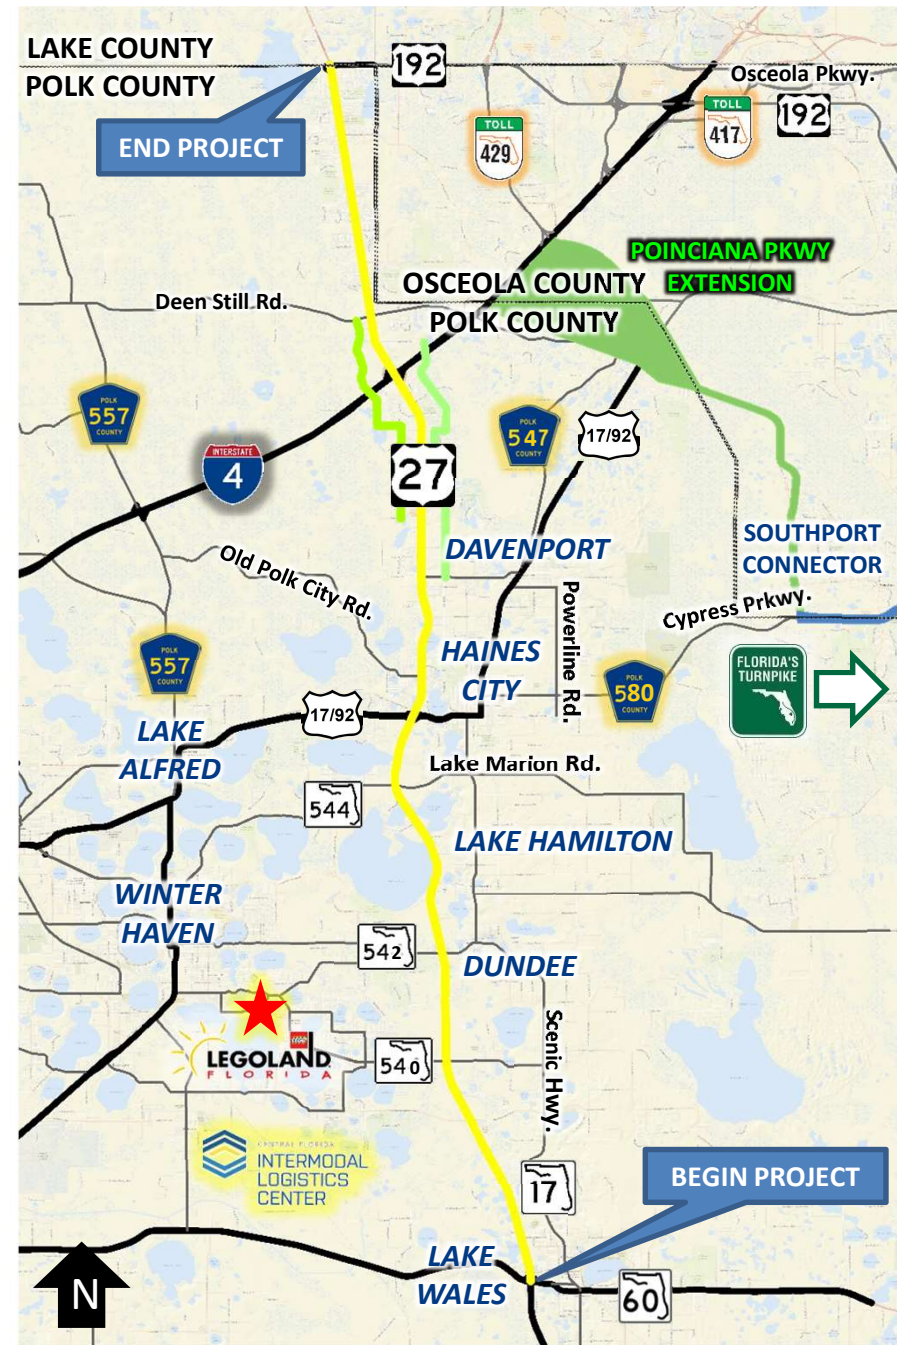 LAKE COUNTY
POLK COUNTY
192
Osceola Pkwy.
END PROJECT
TOLL
429
TOLL
417
192
POINCIANA PKWY
EXTENSION
OSCEOLA COUNTY
POLK COUNTY
Deen Still Rd.
POLK
557
COUNTY
POLK
547
COUNTY
17/92
INTERSTATE
4
27
DAVENPORT
SOUTHPORT
CONNECTOR
Old Polk City Rd.
Powerline Rd.
Cypress Prkwy.
POLK
557
COUNTY
HAINES
CITY
POLK
580
COUNTY
FLORIDA'S
TURNPIKE
17/92
LAKE
ALFRED
Lake Marion Rd.
544
LAKE HAMILTON
WINTER
HAVEN
542
DUNDEE
Scenic Hwy.
LEGO
LEGOLAND
FLORIDA
540
CENTRAL FLORIDA
INTERMODAL
LOGISTICS
CENTER
17
BEGIN PROJECT
LAKE
WALES
N
60